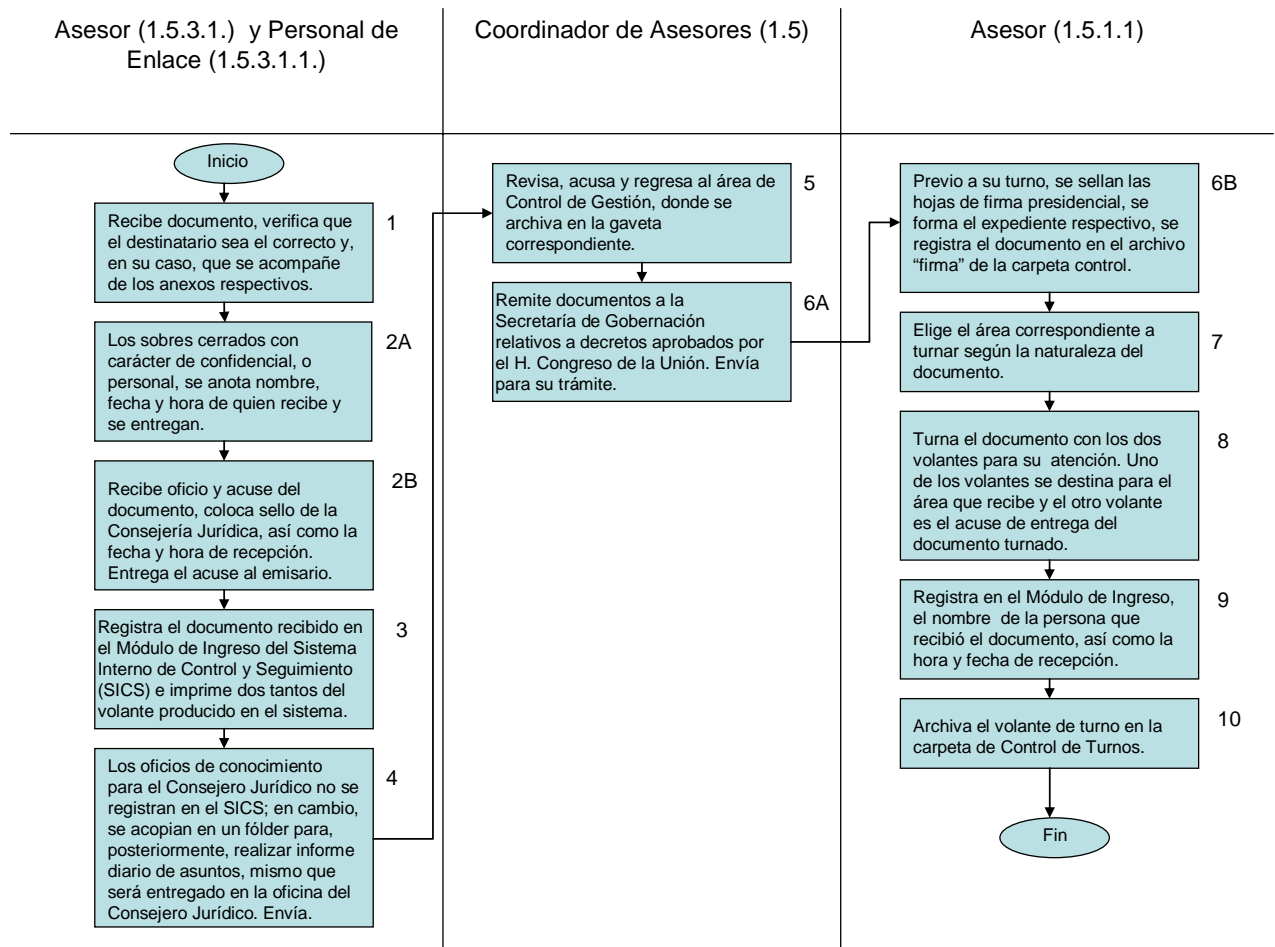 Asesor (1.5.3.1.) y Personal de
Enlace (1.5.3.1.1.)
Coordinador de Asesores (1.5)
Asesor (1.5.1.1)
Inicio
Recibe documento, verifica que
el destinatario sea el correcto y,
en su caso, que se acompañe
de los anexos respectivos.
1
Los sobres cerrados con
carácter de confidencial, o
personal, se anota nombre,
fecha y hora de quien recibe y
se entregan.
2A
Recibe oficio y acuse del
documento, coloca sello de la
Consejería Jurídica, así como la
fecha y hora de recepción.
Entrega el acuse al emisario.
2B
Registra el documento recibido en
el Módulo de Ingreso del Sistema
Interno de Control y Seguimiento
(SICS) e imprime dos tantos del
volante producido en el sistema.
3
Los oficios de conocimiento
para el Consejero Jurídico no se
registran en el SICS; en cambio,
se acopian en un fólder para,
posteriormente, realizar informe
diario de asuntos, mismo que
será entregado en la oficina del
Consejero Jurídico. Envía.
4
Revisa, acusa y regresa al área de
Control de Gestión, donde se
archiva en la gaveta
correspondiente.
5
Remite documentos a la
Secretaría de Gobernación
relativos a decretos aprobados por
el H. Congreso de la Unión. Envía
para su trámite.
6A
Previo a su turno, se sellan las
hojas de firma presidencial, se
forma el expediente respectivo, se
registra el documento en el archivo
“firma” de la carpeta control.
6B
Elige el área correspondiente a
turnar según la naturaleza del
documento.
7
Turna el documento con los dos
volantes para su atención. Uno
de los volantes se destina para el
área que recibe y el otro volante
es el acuse de entrega del
documento turnado.
8
Registra en el Módulo de Ingreso,
el nombre de la persona que
recibió el documento, así como la
hora y fecha de recepción.
9
Archiva el volante de turno en la
carpeta de Control de Turnos.
10
Fin